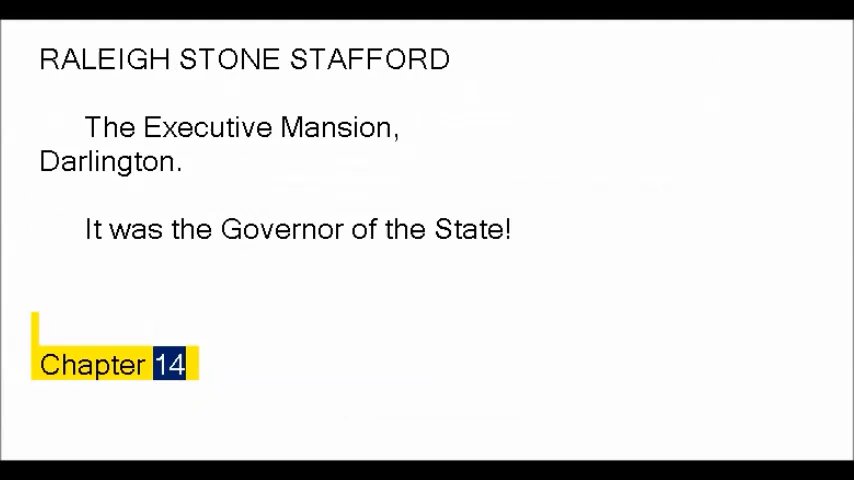 RALEIGH STONE STAFFORD
The Executive Mansion,
Darlington.
It was the Governor of the State!
Chapter 14